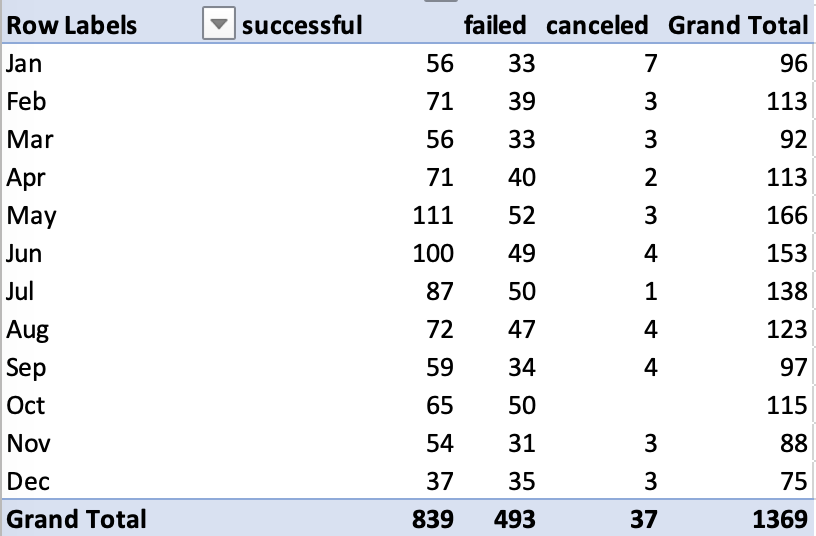 Row Labels successful failed canceled Grand Total
Jan 56 33 7 96
Feb 71 39 3 113
Mar 56 33 3 92
Apr 71 40 2 113
May 111 52 3 166
Jun 100 49 4 153
Jul 87 50 1 138
Aug 72 47 4 123
Sep 59 34 4 97
Oct 65 50 115
Nov 54 31 3 88
Dec 37 35 3 75
Grand Total 839 493 37 1369